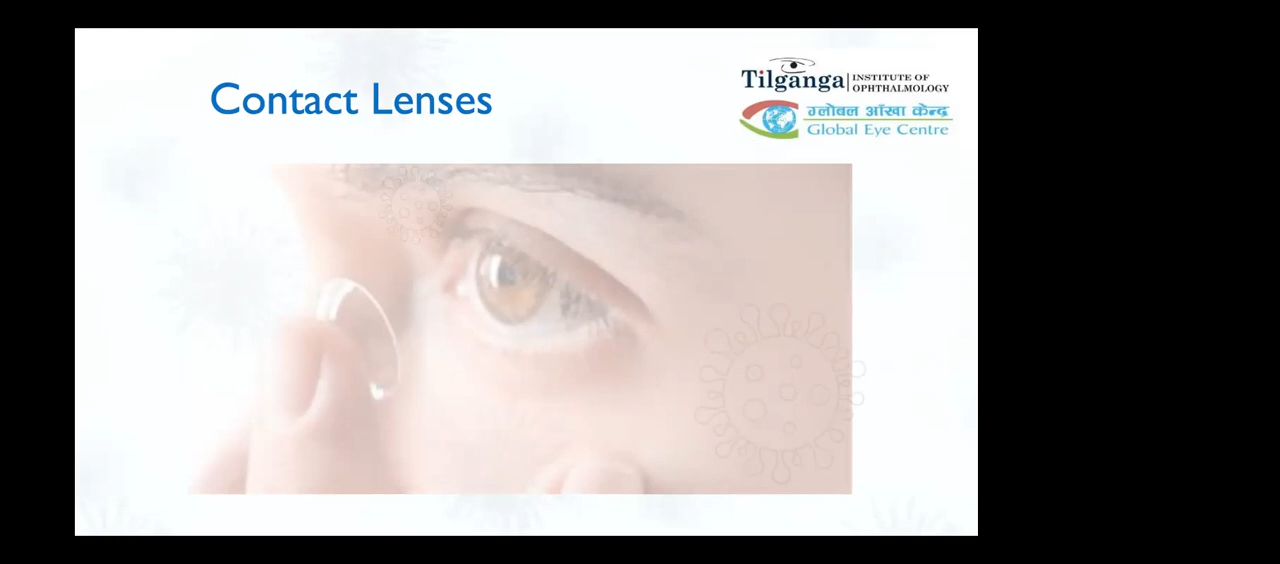 Contact Lenses
Tilganga INSTITUTE OF
OPHTHALMOLOGY
ग्लोबल आँखा केन्द्र
Global Eye Centre